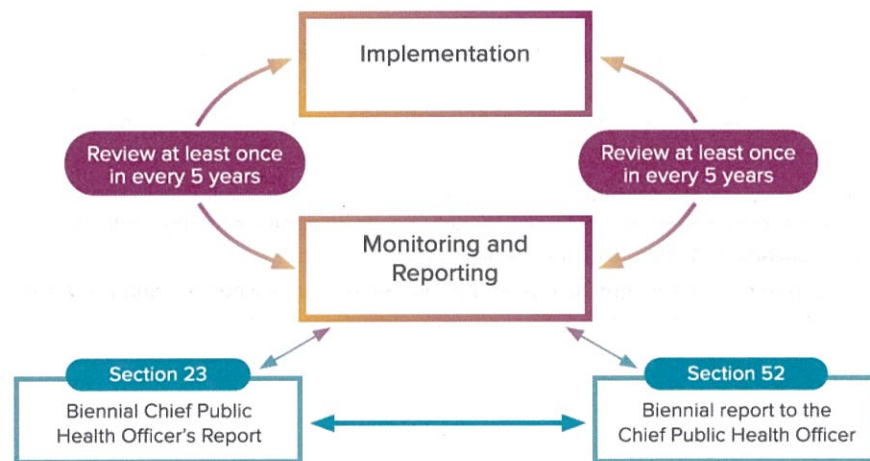 Implementation
Review at least once
in every 5 years
Review at least once
in every 5 years
Monitoring and
Reporting
Section 23
Biennial Chief Public
Health Officer's Report
Section 52
Biennial report to the
Chief Public Health Officer